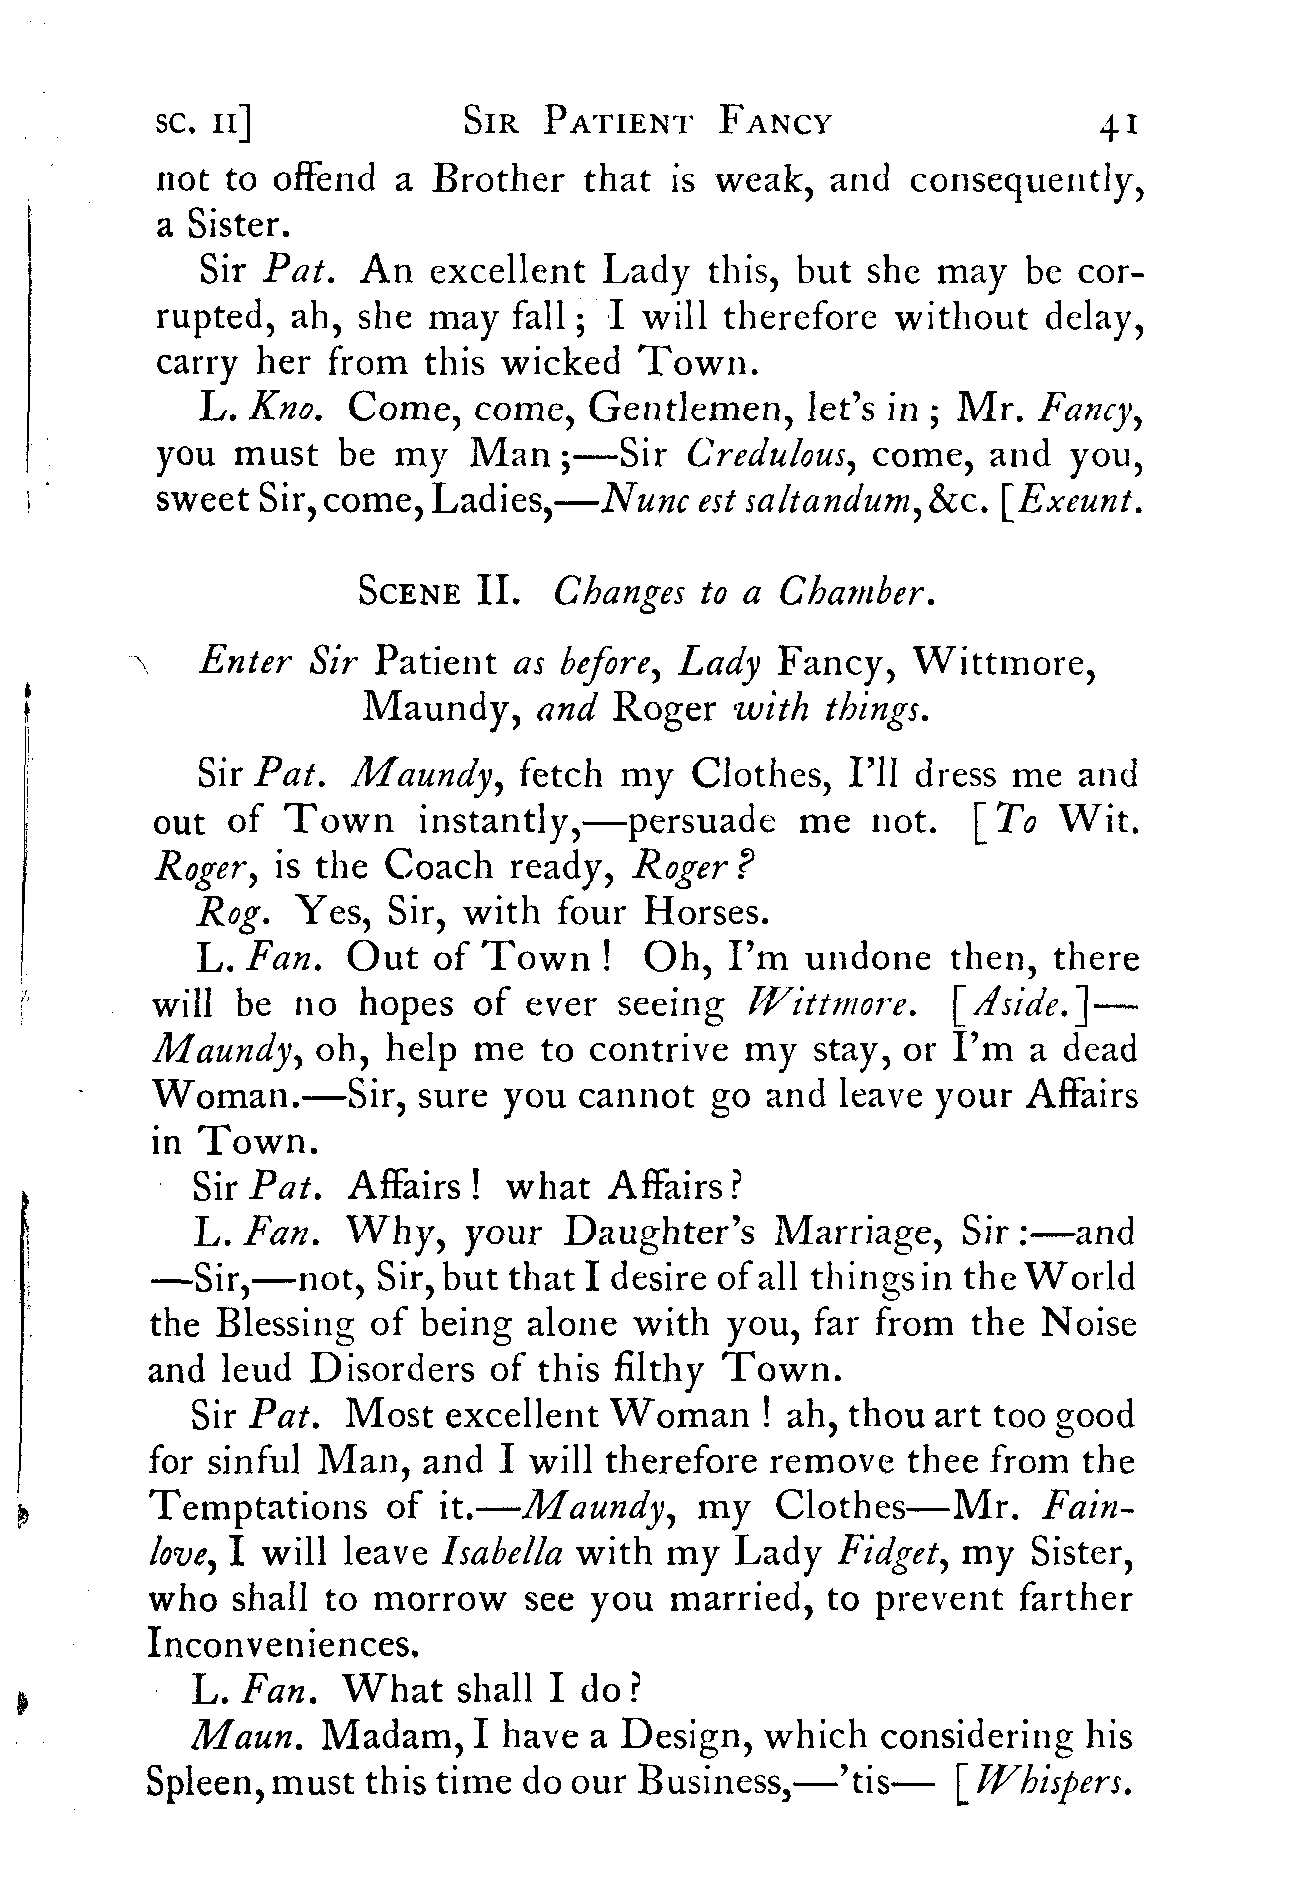 SC. II] SIR PATIENT FANCY 41
not to offend a Brother that is weak, and consequently,
a Sister.
Sir Pat. An excellent Lady this, but she may be cor-
rupted, ah, she may fall; I will therefore without delay,
carry her from this wicked Town.
L. Kno. Come, come, Gentlemen, let's in; Mr. Fancy,
you must be my Man;—Sir Credulous, come, and you,
sweet Sir, come, Ladies,—Nunc est saltandum, &c. [Exeunt.
SCENE II. Changes to a Chamber.
Enter Sir Patient as before, Lady Fancy, Wittmore,
Maundy, and Roger with things.
Sir Pat. Maundy, fetch my Clothes, I'll dress me and
out of Town instantly,—persuade me not. [To Wit.
Roger, is the Coach ready, Roger?
Rog. Yes, Sir, with four Horses.
L. Fan. Out of Town! Oh, I'm undone then, there
will be no hopes of ever seeing Wittmore. [Aside.]—
Maundy, oh, help me to contrive my stay, or I'm a dead
Woman.—Sir, sure you cannot go and leave your Affairs
in Town.
Sir Pat. Affairs! what Affairs?
L. Fan. Why, your Daughter's Marriage, Sir:—and
—Sir,—not, Sir, but that I desire of all things in the World
the Blessing of being alone with you, far from the Noise
and leud Disorders of this filthy Town.
Sir Pat. Most excellent Woman! ah, thou art too good
for sinful Man, and I will therefore remove thee from the
Temptations of it.—Maundy, my Clothes—Mr. Fain-
love, I will leave Isabella with my Lady Fidget, my Sister,
who shall to morrow see you married, to prevent farther
Inconveniences.
L. Fan. What shall I do?
Maun. Madam, I have a Design, which considering his
Spleen, must this time do our Business,—'tis— [Whispers.